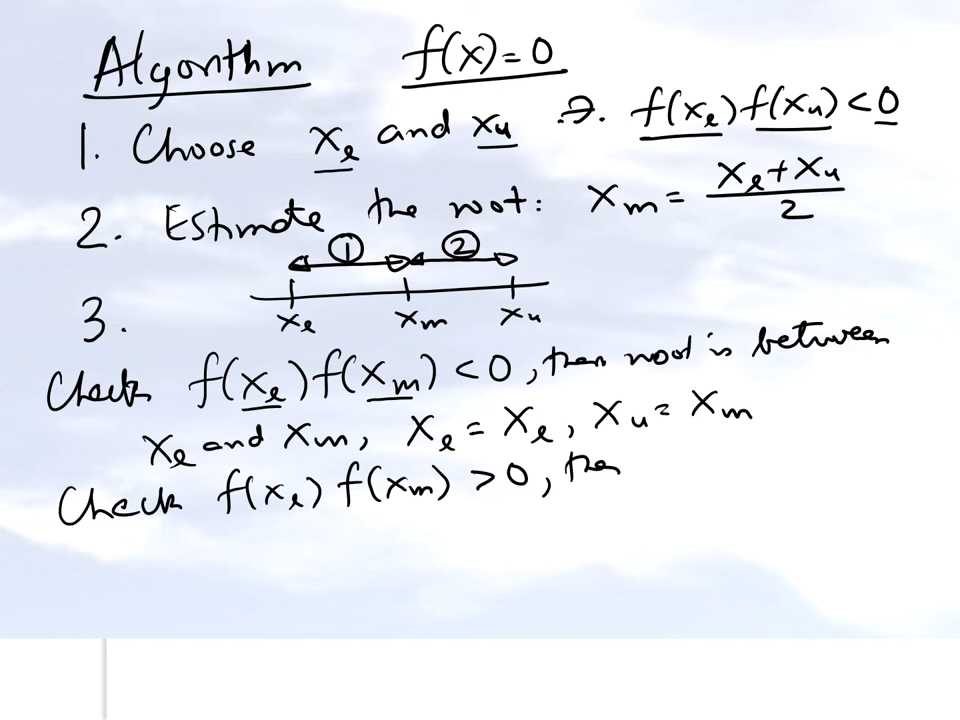 Algorithm f(x)=0
1. Choose xℓ and xu ∋. f(xℓ)f(xu)<0
2. Estimate the root: xm = (xℓ+xu)/2
① ②
3. xℓ xm xu
Check f(xℓ)f(xm)<0, then root is between
xℓ and xm, xℓ = xℓ, xu = xm
Check f(xℓ) f(xm) >0, then